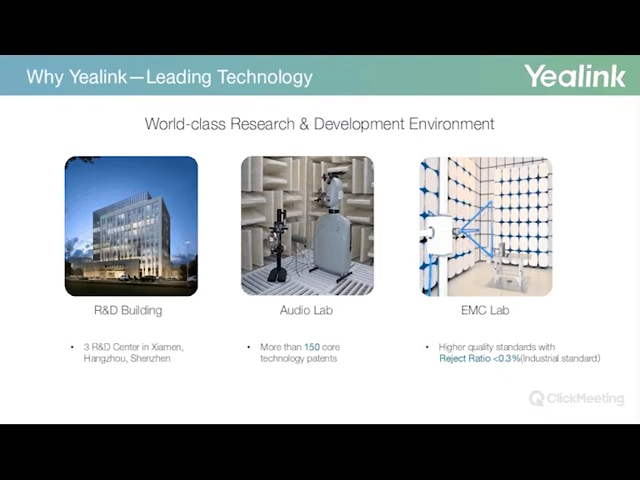 Why Yealink—Leading Technology
Yealink
World-class Research & Development Environment
R&D Building
Audio Lab
EMC Lab
• 3 R&D Center in Xiamen,
Hangzhou, Shenzhen
• More than 150 core
technology patents
• Higher quality standards with
Reject Ratio <0.3%(Industrial standard)
ClickMeeting